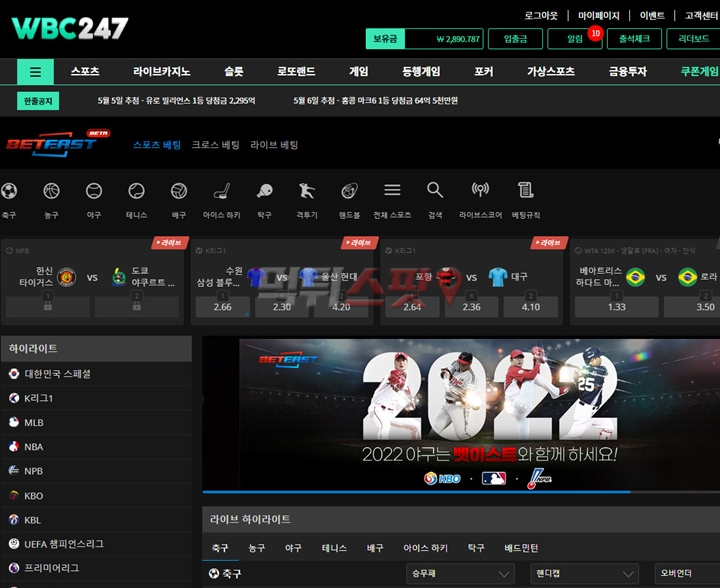 WBC247
로그아웃 마이페이지 이벤트 고객센터
보유금 ₩ 2,890.787 입출금 알림 10 출석체크 리더보드
스포츠 라이브카지노 슬롯 로또랜드 게임 등행게임 포커 가상스포츠 금융투자 쿠폰게임
한줄공지 5월 5일 추첨 - 유로 밀리언스 1등 당첨금 2,295억 5월 6일 추첨 - 홍콩 마크6 1등 당첨금 64억 5천만원
BETEAST BETA 스포츠 베팅 크로스 베팅 라이브 베팅
축구 농구 야구 테니스 배구 아이스 하키 탁구 격투기 핸드볼 전체 스포츠 검색 라이브스코어 베팅규칙
NPB 라이브 K리그1 라이브 K리그1 라이브 WTA 125K - 생말로 (FRA) - 여자 - 단식
한신 타이거스 VS 도쿄 야쿠르트 ...
1 2
수원 삼성 블루... VS 울산 현대
1 X 2
2.66 2.30 4.20
포항 VS 대구
1 X 2
2.64 2.36 4.10
베아트리스 하다드 마... VS 로라
1 2
1.33 3.50
먹튀스팟
하이라이트
대한민국 스페셜
K리그1
MLB
NBA
NPB
KBO
KBL
UEFA 챔피언스리그
프리미어리그
BETEAST
2022
25
2022 야구는 벳이스트와 함께 하세요!
KBO NPB
라이브 하이라이트
축구 농구 야구 테니스 배구 아이스 하키 탁구 배드민턴
축구 승무패 핸디캡 오버언더